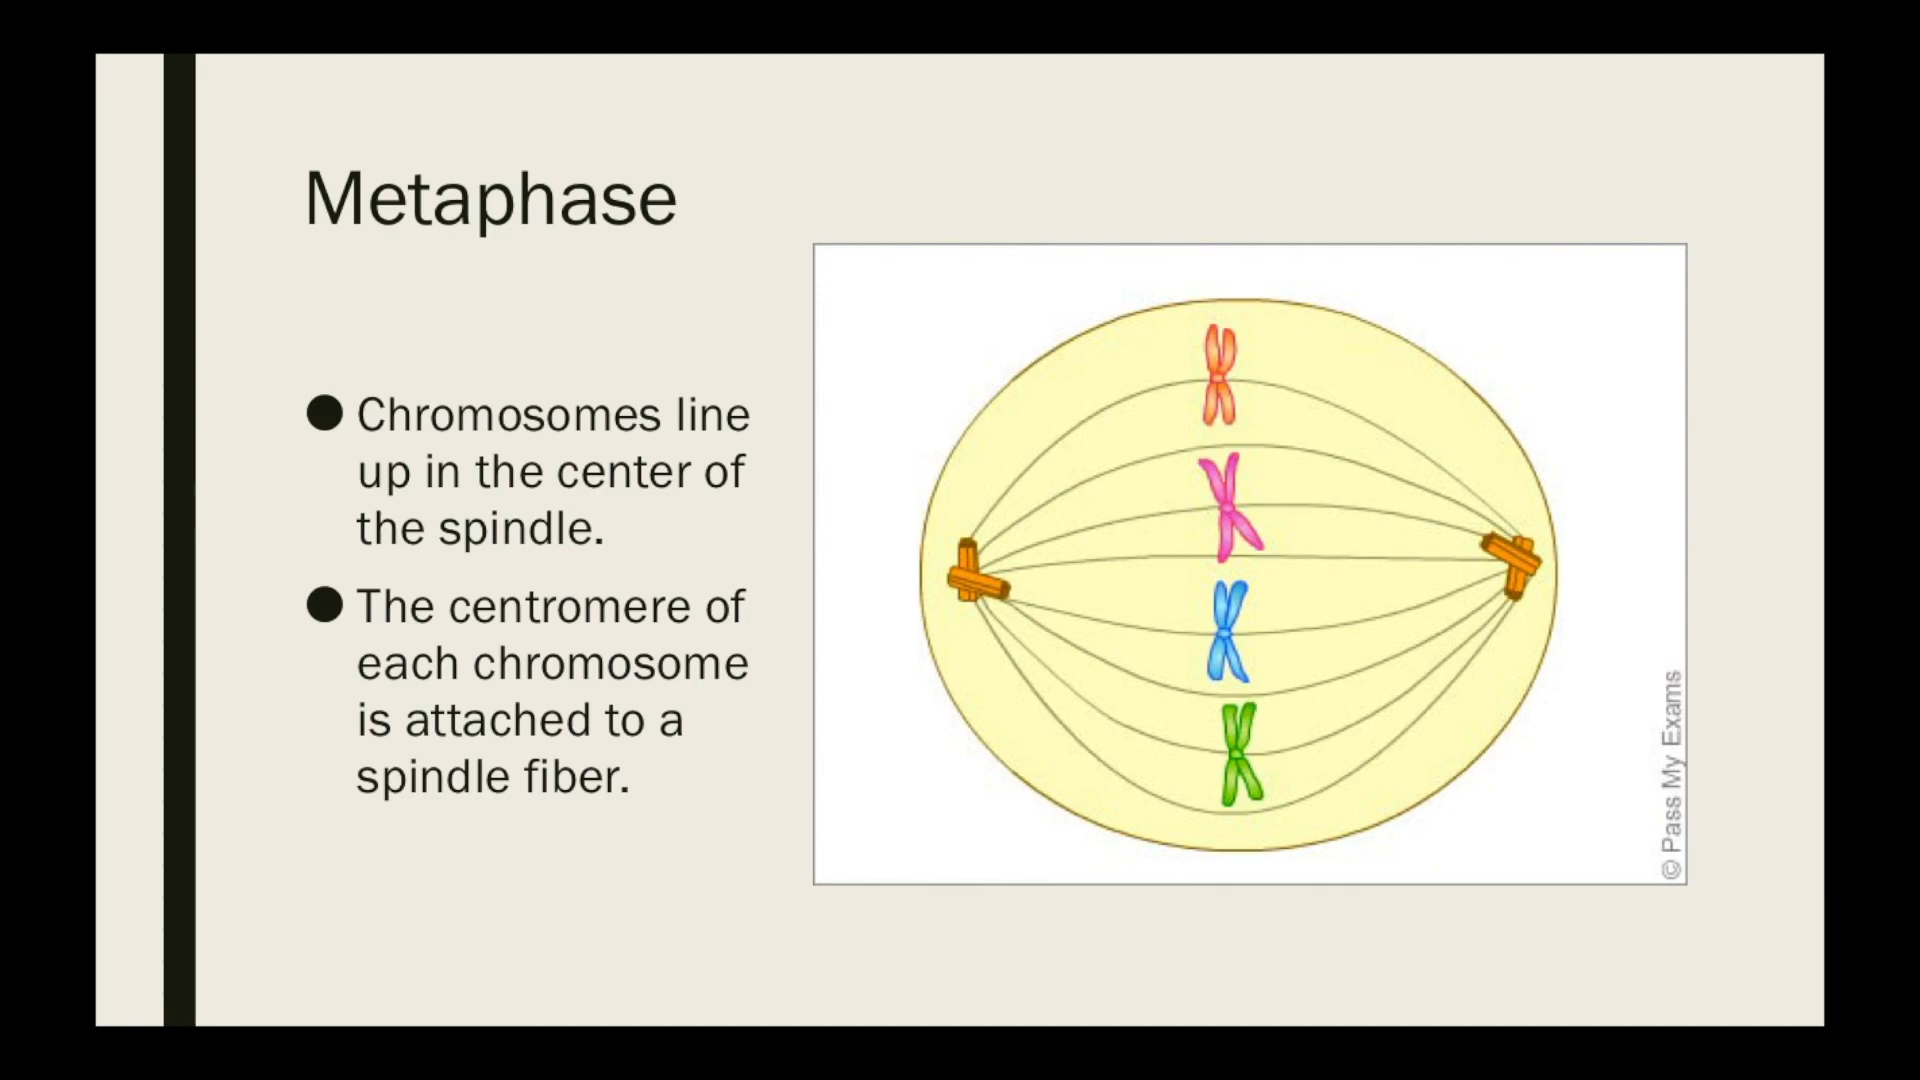 Metaphase
● Chromosomes line
up in the center of
the spindle.
● The centromere of
each chromosome
is attached to a
spindle fiber.
© Pass My Exams